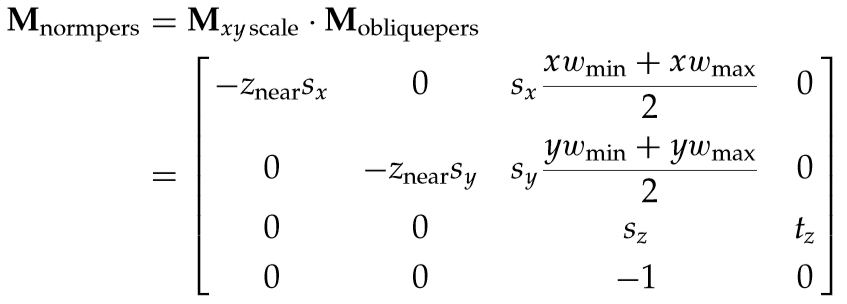 M_normpers = M_xy scale · M_obliquepers
= [ −z_near s_x   0   s_x (xw_min + xw_max)/2   0
0   −z_near s_y   s_y (yw_min + yw_max)/2   0
0   0   s_z   t_z
0   0   −1   0 ]